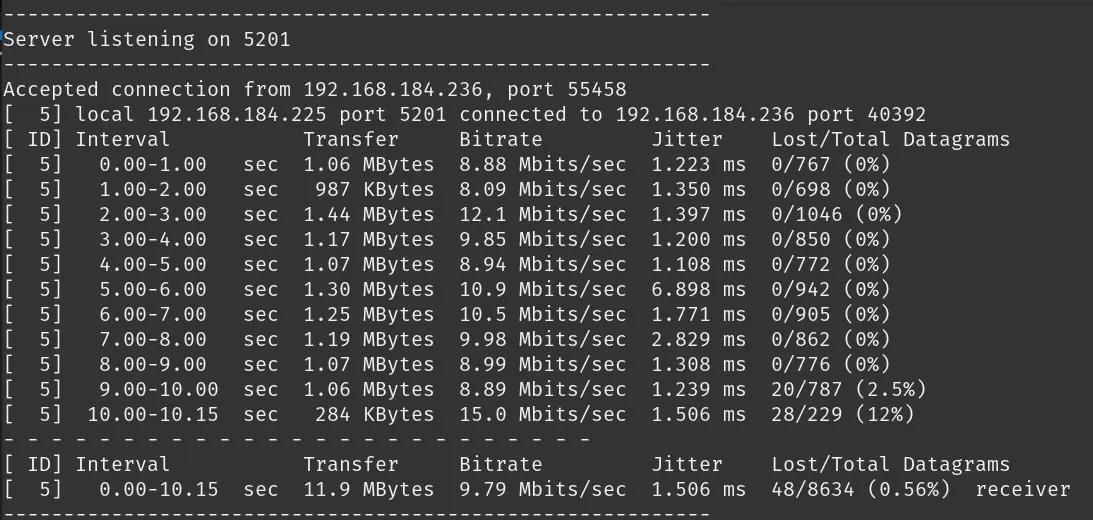 -----------------------------------------------------------
Server listening on 5201
-----------------------------------------------------------
Accepted connection from 192.168.184.236, port 55458
[  5] local 192.168.184.225 port 5201 connected to 192.168.184.236 port 40392
[ ID] Interval           Transfer     Bitrate         Jitter    Lost/Total Datagrams
[  5]   0.00-1.00   sec  1.06 MBytes  8.88 Mbits/sec  1.223 ms  0/767 (0%)
[  5]   1.00-2.00   sec   987 KBytes  8.09 Mbits/sec  1.350 ms  0/698 (0%)
[  5]   2.00-3.00   sec  1.44 MBytes  12.1 Mbits/sec  1.397 ms  0/1046 (0%)
[  5]   3.00-4.00   sec  1.17 MBytes  9.85 Mbits/sec  1.200 ms  0/850 (0%)
[  5]   4.00-5.00   sec  1.07 MBytes  8.94 Mbits/sec  1.108 ms  0/772 (0%)
[  5]   5.00-6.00   sec  1.30 MBytes  10.9 Mbits/sec  6.898 ms  0/942 (0%)
[  5]   6.00-7.00   sec  1.25 MBytes  10.5 Mbits/sec  1.771 ms  0/905 (0%)
[  5]   7.00-8.00   sec  1.19 MBytes  9.98 Mbits/sec  2.829 ms  0/862 (0%)
[  5]   8.00-9.00   sec  1.07 MBytes  8.99 Mbits/sec  1.308 ms  0/776 (0%)
[  5]   9.00-10.00  sec  1.06 MBytes  8.89 Mbits/sec  1.239 ms  20/787 (2.5%)
[  5]  10.00-10.15  sec   284 KBytes  15.0 Mbits/sec  1.506 ms  28/229 (12%)
- - - - - - - - - - - - - - - - - - - - - - - - -
[ ID] Interval           Transfer     Bitrate         Jitter    Lost/Total Datagrams
[  5]   0.00-10.15  sec  11.9 MBytes  9.79 Mbits/sec  1.506 ms  48/8634 (0.56%)  receiver
-----------------------------------------------------------